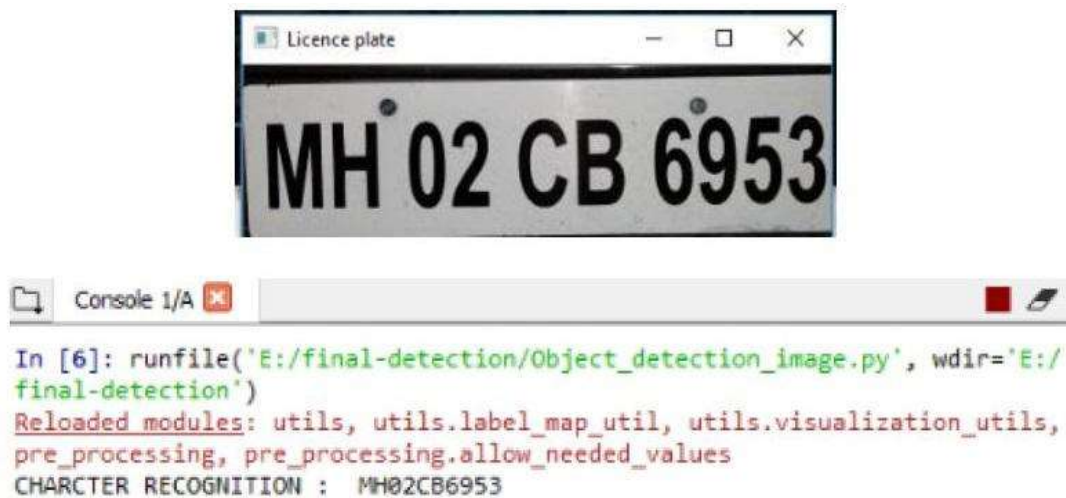 Licence plate
MH 02 CB 6953
Console 1/A
In [6]: runfile('E:/final-detection/Object_detection_image.py', wdir='E:/
final-detection')
Reloaded modules: utils, utils.label_map_util, utils.visualization_utils,
pre_processing, pre_processing.allow_needed_values
CHARCTER RECOGNITION :  MH02CB6953